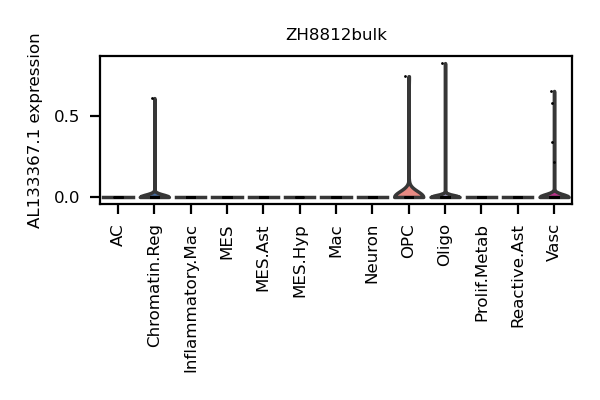 ZH8812bulk
AL133367.1 expression
0.5
0.0
AC
Chromatin.Reg
Inflammatory.Mac
MES
MES.Ast
MES.Hyp
Mac
Neuron
OPC
Oligo
Prolif.Metab
Reactive.Ast
Vasc